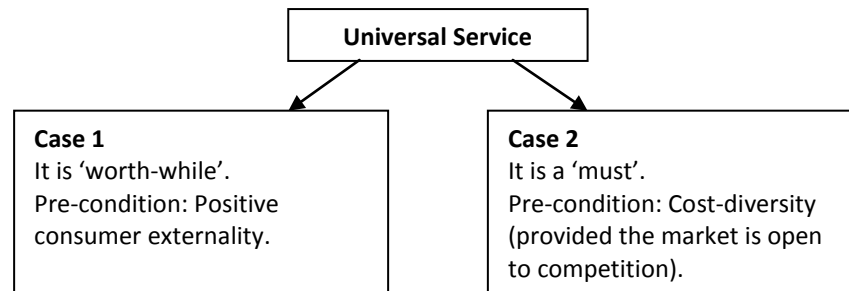 Universal Service
Case 1
It is ‘worth-while’.
Pre-condition: Positive
consumer externality.
Case 2
It is a ‘must’.
Pre-condition: Cost-diversity
(provided the market is open
to competition).